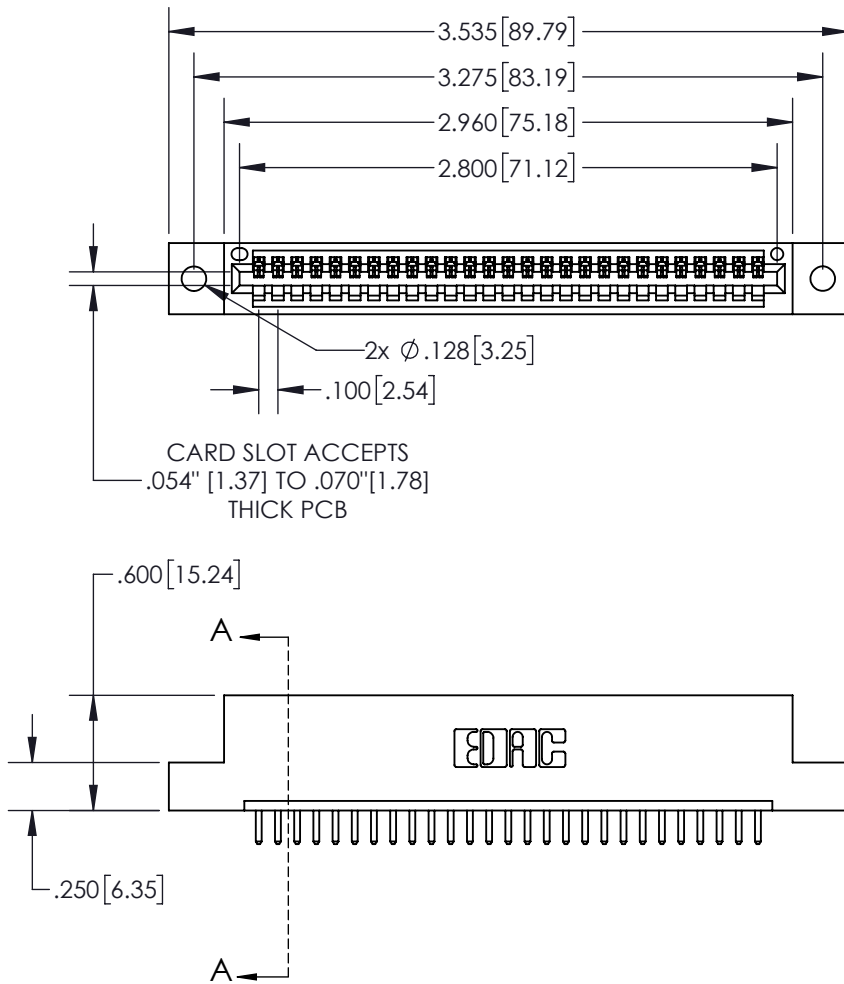 3.535[89.79]
3.275[83.19]
2.960[75.18]
2.800[71.12]
2x Ø.128[3.25]
.100[2.54]
CARD SLOT ACCEPTS
.054" [1.37] TO .070"[1.78]
THICK PCB
.600[15.24]
A
EDAC
.250[6.35]
A